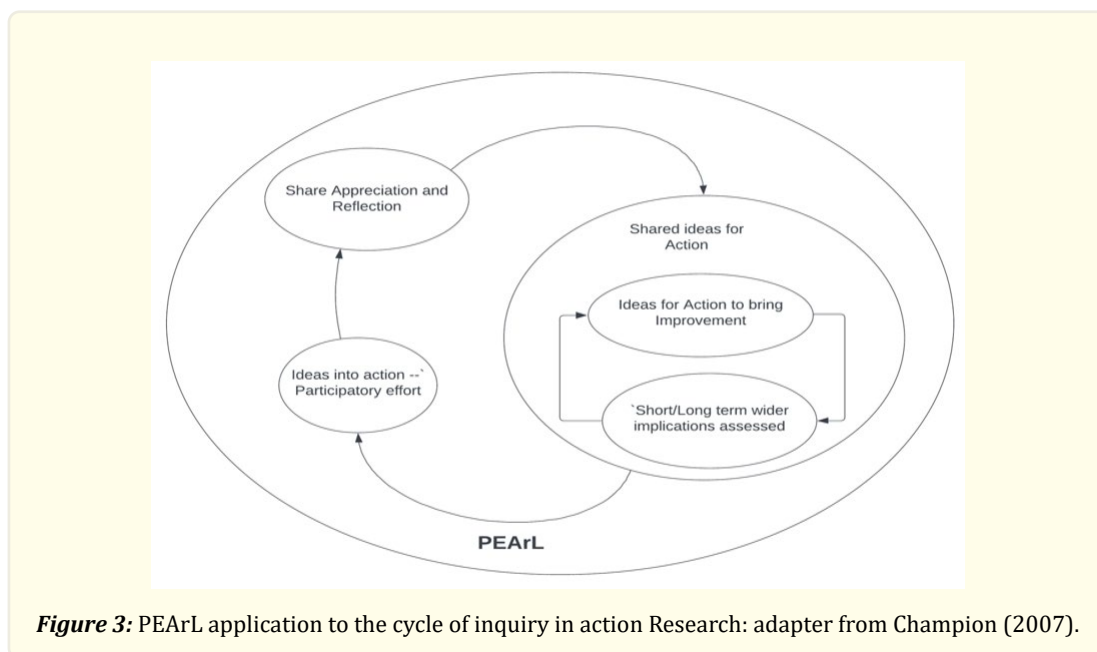 Share Appreciation and
Reflection
Shared ideas for
Action
Ideas for Action to bring
Improvement
Ideas into action --`
Participatory effort
`Short/Long term wider
implications assessed
PEArL
Figure 3: PEArL application to the cycle of inquiry in action Research: adapter from Champion (2007).